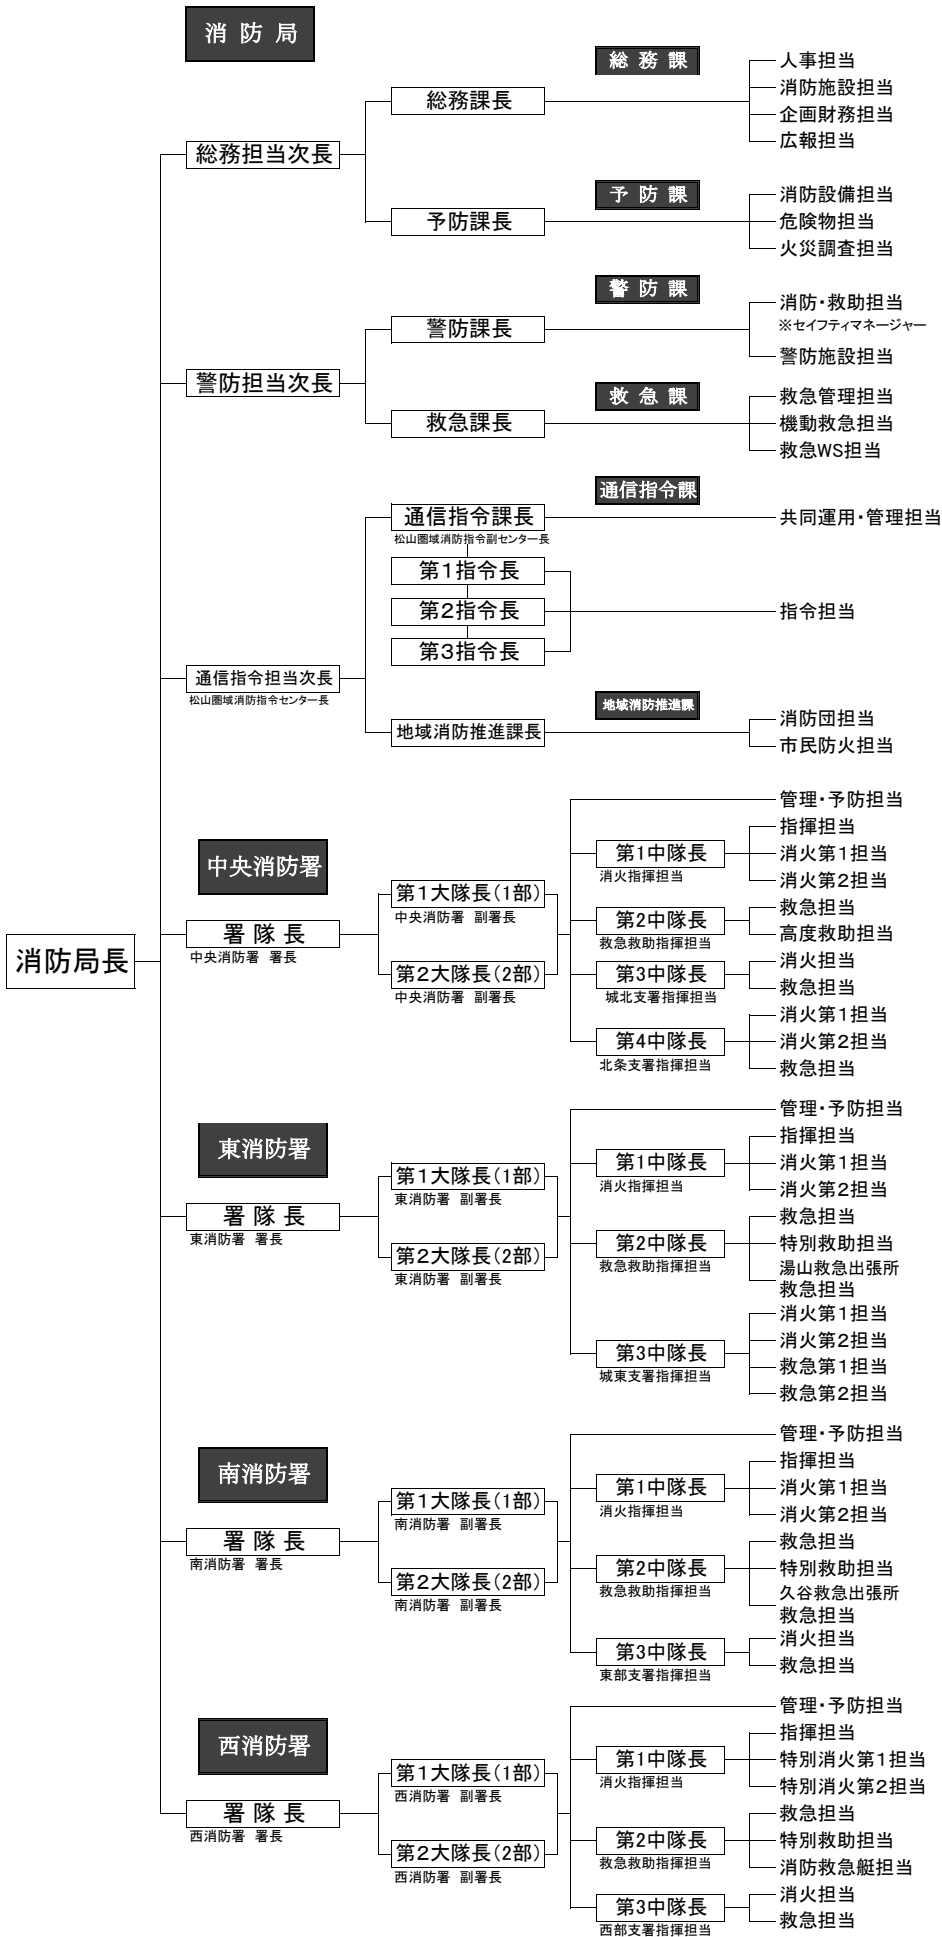 消防局
総務課
人事担当
消防施設担当
総務課長
企画財務担当
広報担当
総務担当次長
予防課
消防設備担当
予防課長
危険物担当
火災調査担当
警防課
消防・救助担当
※セイフティマネージャー
警防課長
警防施設担当
警防担当次長
救急課
救急管理担当
救急課長
機動救急担当
救急WS担当
通信指令課
通信指令課長
共同運用・管理担当
松山圏域消防指令副センター長
第1指令長
第2指令長
指令担当
第3指令長
通信指令担当次長
松山圏域消防指令センター長
地域消防推進課
地域消防推進課長
消防団担当
市民防火担当
消防局長
中央消防署
署隊長
中央消防署 署長
第1大隊長(1部)
中央消防署 副署長
第2大隊長(2部)
中央消防署 副署長
管理・予防担当
第1中隊長
消火指揮担当
指揮担当
消火第1担当
消火第2担当
第2中隊長
救急救助指揮担当
救急担当
高度救助担当
第3中隊長
城北支署指揮担当
消火担当
救急担当
第4中隊長
北条支署指揮担当
消火第1担当
消火第2担当
救急担当
東消防署
署隊長
東消防署 署長
第1大隊長(1部)
東消防署 副署長
第2大隊長(2部)
東消防署 副署長
管理・予防担当
第1中隊長
消火指揮担当
指揮担当
消火第1担当
消火第2担当
第2中隊長
救急救助指揮担当
救急担当
特別救助担当
湯山救急出張所
救急担当
第3中隊長
城東支署指揮担当
消火第1担当
消火第2担当
救急第1担当
救急第2担当
南消防署
署隊長
南消防署 署長
第1大隊長(1部)
南消防署 副署長
第2大隊長(2部)
南消防署 副署長
管理・予防担当
第1中隊長
消火指揮担当
指揮担当
消火第1担当
消火第2担当
第2中隊長
救急救助指揮担当
救急担当
特別救助担当
久谷救急出張所
救急担当
第3中隊長
東部支署指揮担当
消火担当
救急担当
西消防署
署隊長
西消防署 署長
第1大隊長(1部)
西消防署 副署長
第2大隊長(2部)
西消防署 副署長
管理・予防担当
第1中隊長
消火指揮担当
指揮担当
特別消火第1担当
特別消火第2担当
第2中隊長
救急救助指揮担当
救急担当
特別救助担当
消防救急艇担当
第3中隊長
西部支署指揮担当
消火担当
救急担当